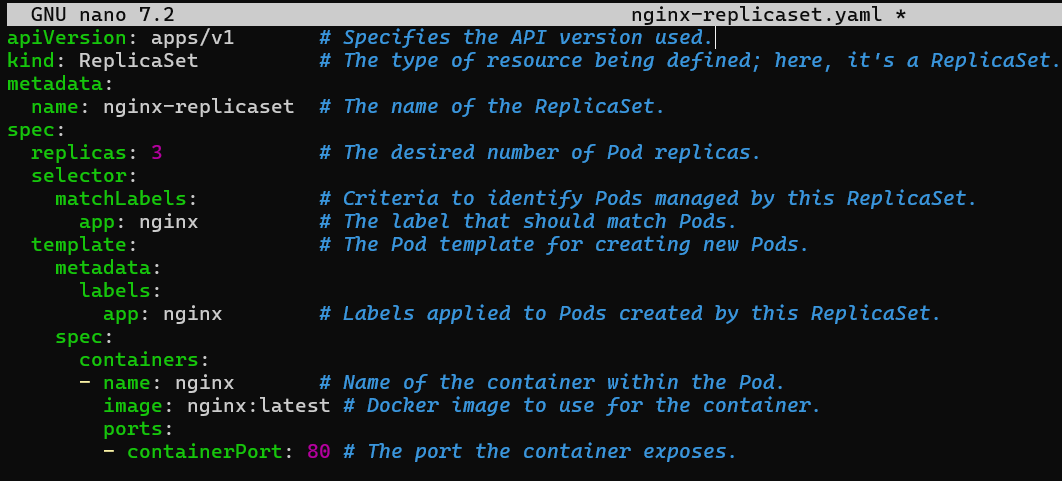 GNU nano 7.2                                      nginx-replicaset.yaml *
apiVersion: apps/v1       # Specifies the API version used.
kind: ReplicaSet          # The type of resource being defined; here, it's a ReplicaSet.
metadata:
  name: nginx-replicaset  # The name of the ReplicaSet.
spec:
  replicas: 3             # The desired number of Pod replicas.
  selector:
    matchLabels:          # Criteria to identify Pods managed by this ReplicaSet.
      app: nginx          # The label that should match Pods.
  template:               # The Pod template for creating new Pods.
    metadata:
      labels:
        app: nginx        # Labels applied to Pods created by this ReplicaSet.
    spec:
      containers:
      - name: nginx       # Name of the container within the Pod.
        image: nginx:latest # Docker image to use for the container.
        ports:
        - containerPort: 80 # The port the container exposes.